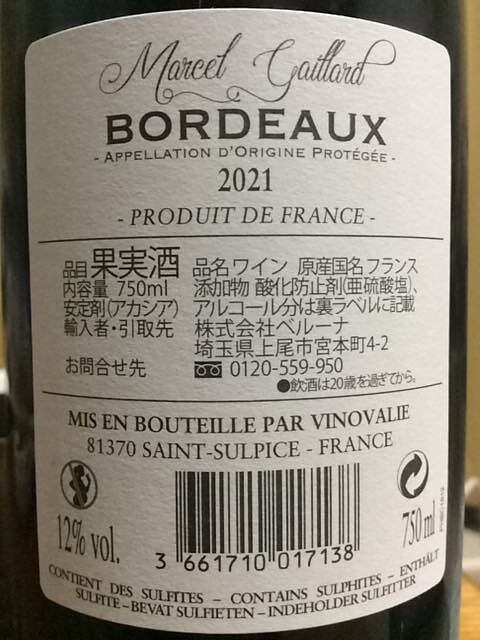 Marcel Gaillard
BORDEAUX
- APPELLATION D'ORIGINE PROTÉGÉE -
2021
- PRODUIT DE FRANCE -
品目 果実酒 品名 ワイン 原産国名 フランス
内容量 750ml 添加物 酸化防止剤(亜硫酸塩)、
安定剤(アカシア) アルコール分は裏ラベルに記載
輸入者・引取先 株式会社ベルーナ
埼玉県上尾市宮本町4-2
お問合せ先 0120-559-950
●飲酒は20歳を過ぎてから。
MIS EN BOUTEILLE PAR VINOVALIE
81370 SAINT-SULPICE - FRANCE
12% vol.
750 ml
3 661710 017138
CONTIENT DES SULFITES - CONTAINS SULPHITES - ENTHÄLT
SULFITE - BEVAT SULFIETEN - INDEHOLDER SULFITTER